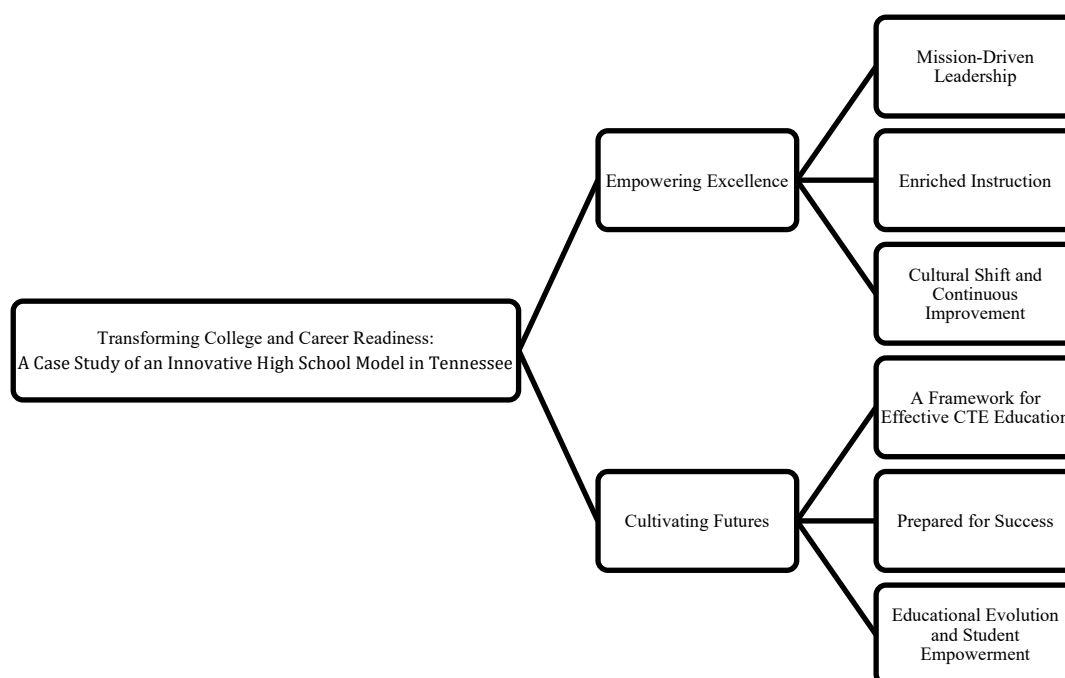 Transforming College and Career Readiness:
A Case Study of an Innovative High School Model in Tennessee
Empowering Excellence
Mission-Driven
Leadership
Enriched Instruction
Cultural Shift and
Continuous
Improvement
Cultivating Futures
A Framework for
Effective CTE Education
Prepared for Success
Educational Evolution
and Student
Empowerment